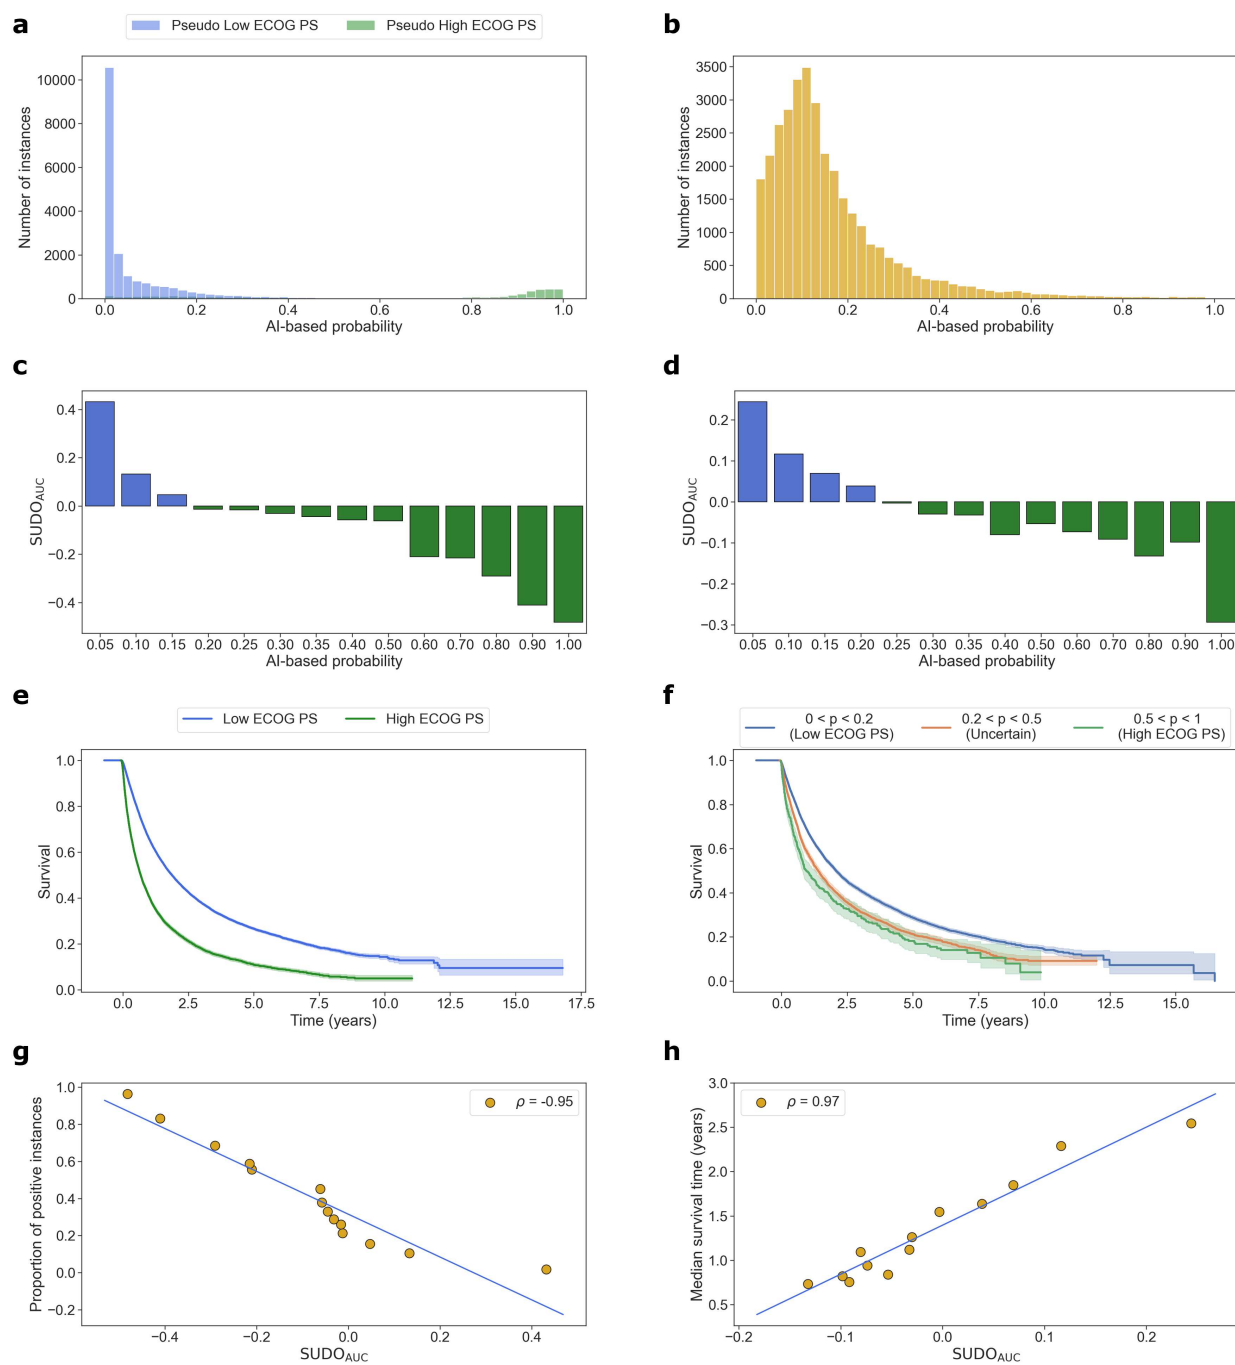 a
Pseudo Low ECOG PS
Pseudo High ECOG PS
10000
8000
6000
4000
2000
0
Number of instances
0.0 0.2 0.4 0.6 0.8 1.0
AI-based probability
b
3500
3000
2500
2000
1500
1000
500
0
Number of instances
0.0 0.2 0.4 0.6 0.8 1.0
AI-based probability
c
0.4
0.2
0.0
−0.2
−0.4
SUDOAUC
0.05 0.10 0.15 0.20 0.25 0.30 0.35 0.40 0.50 0.60 0.70 0.80 0.90 1.00
AI-based probability
d
0.2
0.1
0.0
−0.1
−0.2
−0.3
SUDOAUC
0.05 0.10 0.15 0.20 0.25 0.30 0.35 0.40 0.50 0.60 0.70 0.80 0.90 1.00
AI-based probability
e
Low ECOG PS
High ECOG PS
1.0
0.8
0.6
0.4
0.2
0.0
Survival
0.0 2.5 5.0 7.5 10.0 12.5 15.0 17.5
Time (years)
f
0 < p < 0.2
(Low ECOG PS)
0.2 < p < 0.5
(Uncertain)
0.5 < p < 1
(High ECOG PS)
1.0
0.8
0.6
0.4
0.2
0.0
Survival
0.0 2.5 5.0 7.5 10.0 12.5 15.0
Time (years)
g
ρ = -0.95
1.0
0.8
0.6
0.4
0.2
0.0
−0.2
Proportion of positive instances
−0.4 −0.2 0.0 0.2 0.4
SUDOAUC
h
ρ = 0.97
3.0
2.5
2.0
1.5
1.0
0.5
Median survival time (years)
−0.2 −0.1 0.0 0.1 0.2
SUDOAUC